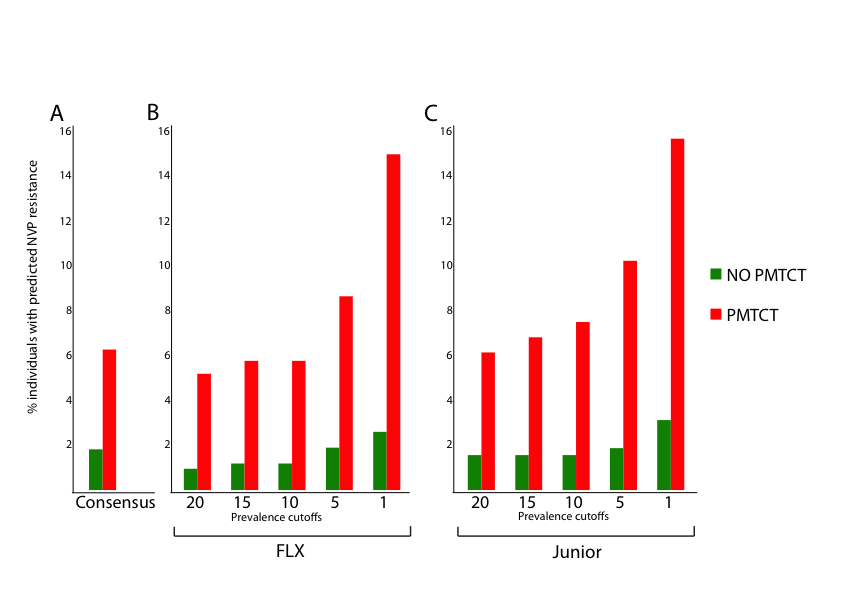 A
B
C
% individuals with predicted NVP resistance
16
14
12
10
8
6
4
2
16
14
12
10
8
6
4
2
16
14
12
10
8
6
4
2
NO PMTCT
PMTCT
Consensus
20 15 10 5 1
Prevalence cutoffs
FLX
20 15 10 5 1
Prevalence cutoffs
Junior